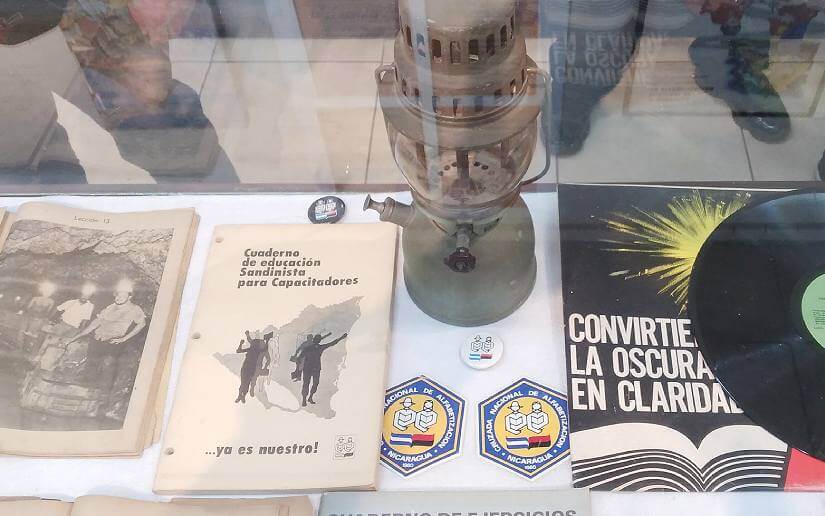 Lección 13
Cuaderno
de educación
Sandinista
para Capacitadores
...ya es nuestro!
CRUZADA NACIONAL DE ALFABETIZACION
NICARAGUA
1980
CRUZADA NACIONAL DE ALFABETIZACION
NICARAGUA
1980
CONVIRTIE
LA OSCURA
EN CLARIDAD
CUADERNO DE EJERCICIOS